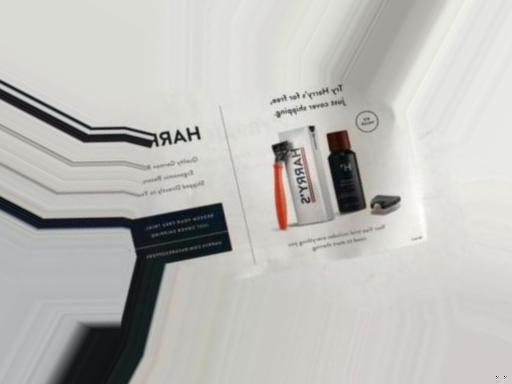 Try Harry's for free,
just cover shipping.
HARRY'S
H
Your free trial includes everything you
need to start shaving.
HARR
Quality German
Ergonomic Razors.
Shipped Directly to
REDEEM YOUR FREE TRIAL
JUST COVER SHIPPING